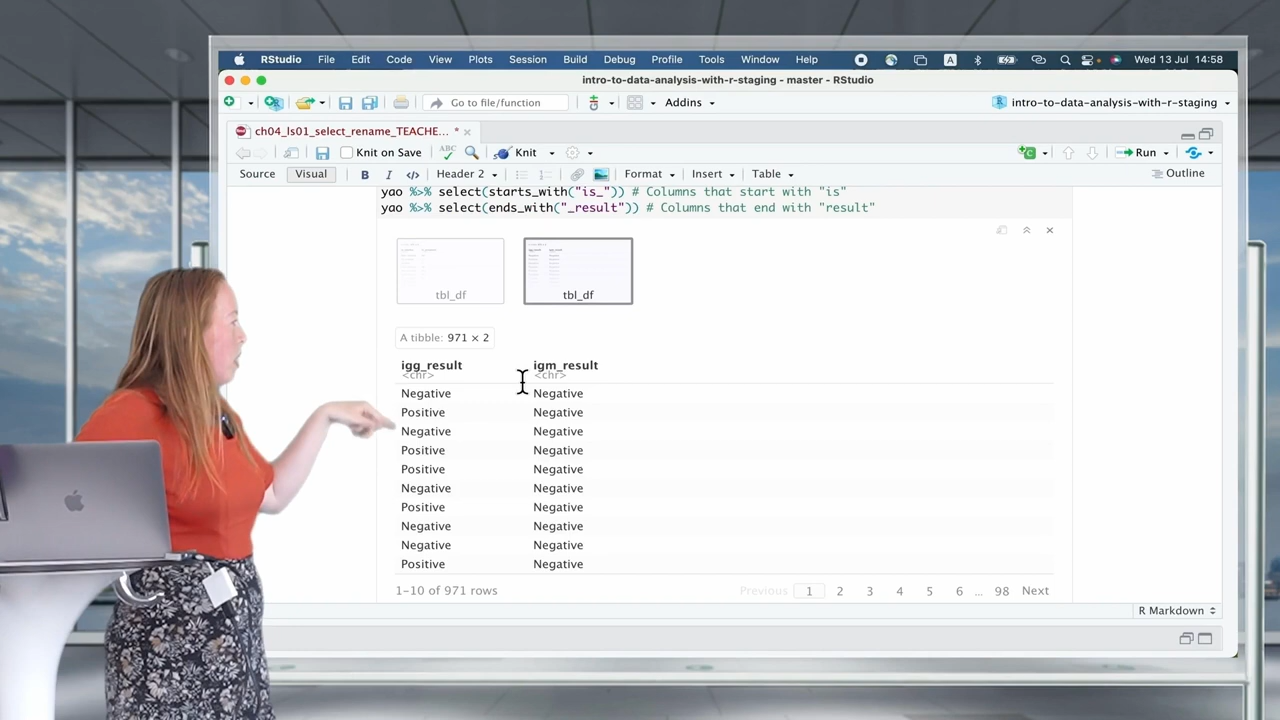 RStudio File Edit Code View Plots Session Build Debug Profile Tools Window Help A Wed 13 Jul 14:58
intro-to-data-analysis-with-r-staging - master - RStudio
Go to file/function Addins intro-to-data-analysis-with-r-staging
ch04_ls01_select_rename_TEACHE... *
Knit on Save ABC Knit Run
Source Visual B I Header 2 Format Insert Table Outline
yao %>% select(starts_with("is_")) # Columns that start with "is"
yao %>% select(ends_with("_result")) # Columns that end with "result"
tbl_df tbl_df
A tibble: 971 × 2
igg_result igm_result
<chr> <chr>
Negative Negative
Positive Negative
Negative Negative
Positive Negative
Positive Negative
Negative Negative
Positive Negative
Negative Negative
Negative Negative
Positive Negative
1-10 of 971 rows Previous 1 2 3 4 5 6 ... 98 Next
R Markdown